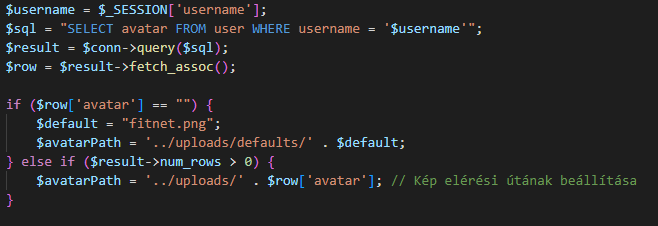 $username = $_SESSION['username'];
$sql = "SELECT avatar FROM user WHERE username = '$username'";
$result = $conn->query($sql);
$row = $result->fetch_assoc();
if ($row['avatar'] == "") {
$default = "fitnet.png";
$avatarPath = '../uploads/defaults/' . $default;
} else if ($result->num_rows > 0) {
$avatarPath = '../uploads/' . $row['avatar']; // Kép elérési útának beállítása
}